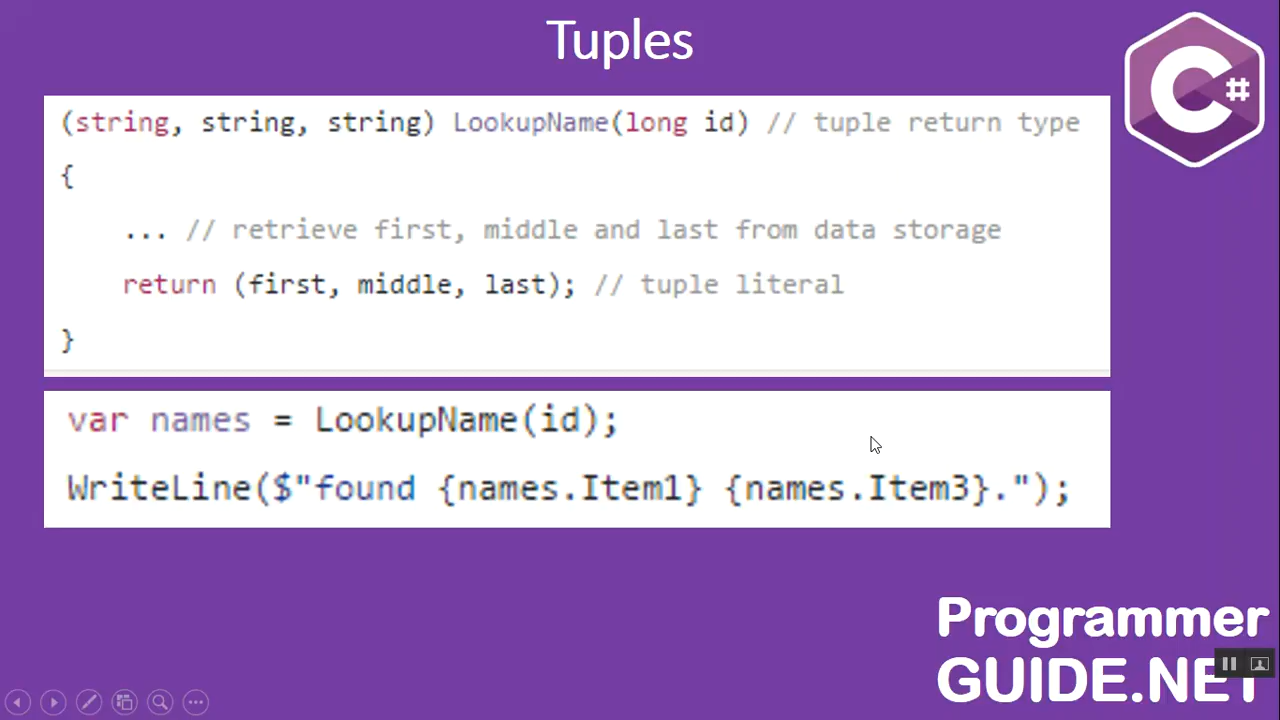 Tuples
C#
(string, string, string) LookupName(long id) // tuple return type
{
... // retrieve first, middle and last from data storage
return (first, middle, last); // tuple literal
}
var names = LookupName(id);
WriteLine($"found {names.Item1} {names.Item3}.");
Programmer
GUIDE.NET